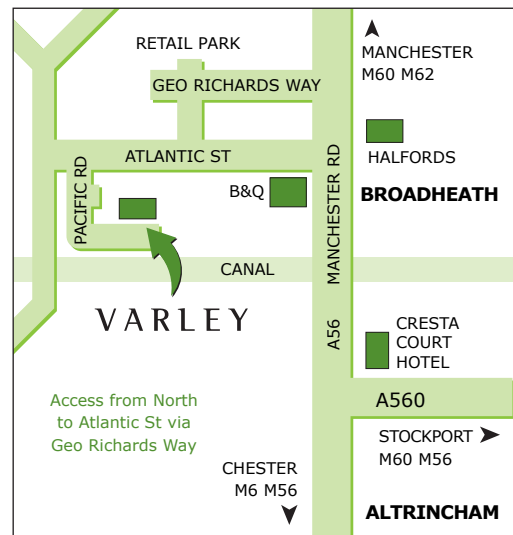 RETAIL PARK
MANCHESTER
M60 M62
GEO RICHARDS WAY
ATLANTIC ST
HALFORDS
PACIFIC RD
B&Q
MANCHESTER RD
BROADHEATH
CANAL
VARLEY
A56
CRESTA
COURT
HOTEL
Access from North
to Atlantic St via
Geo Richards Way
A560
STOCKPORT
M60 M56
CHESTER
M6 M56
ALTRINCHAM